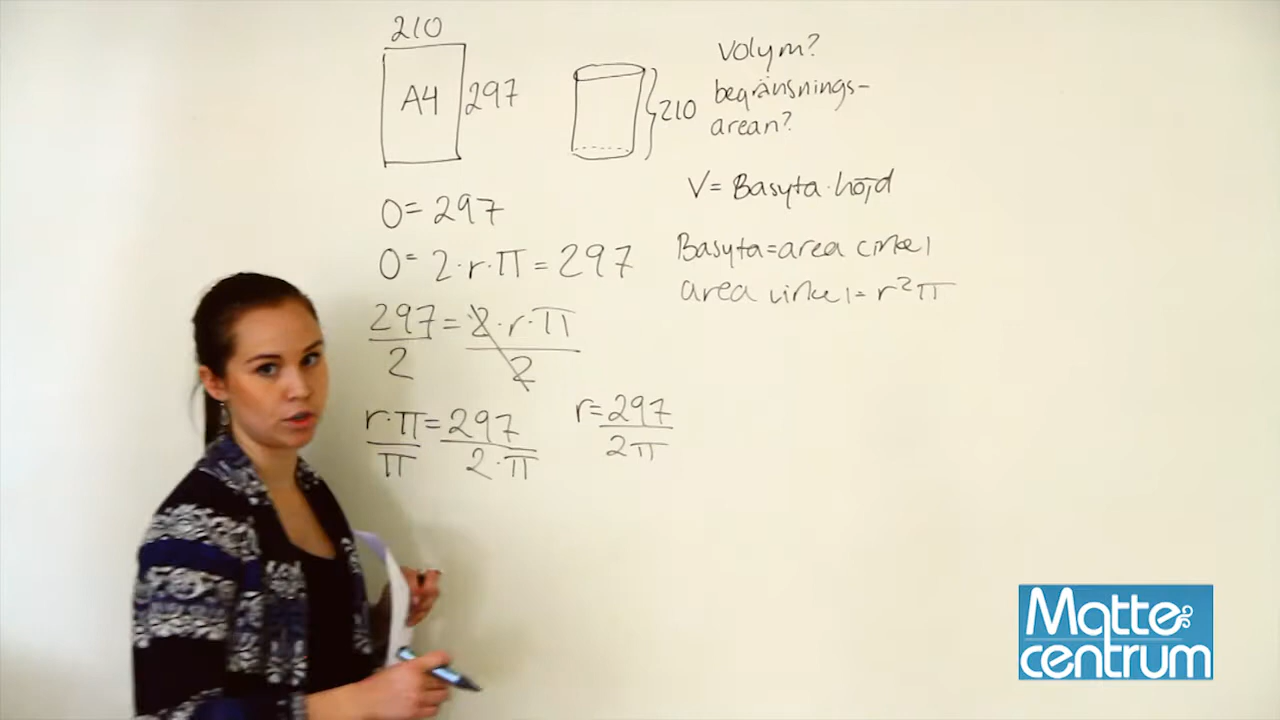 210
A4
297
210
volym?
begränsnings-
arean?
V= Basyta·höjd
Basyta=area cirkel
area cirkel= r²π
O= 297
O= 2·r·π = 297
297/2 = 2·r·π/2
r·π/π = 297/2·π
r= 297/2π
Matte
centrum